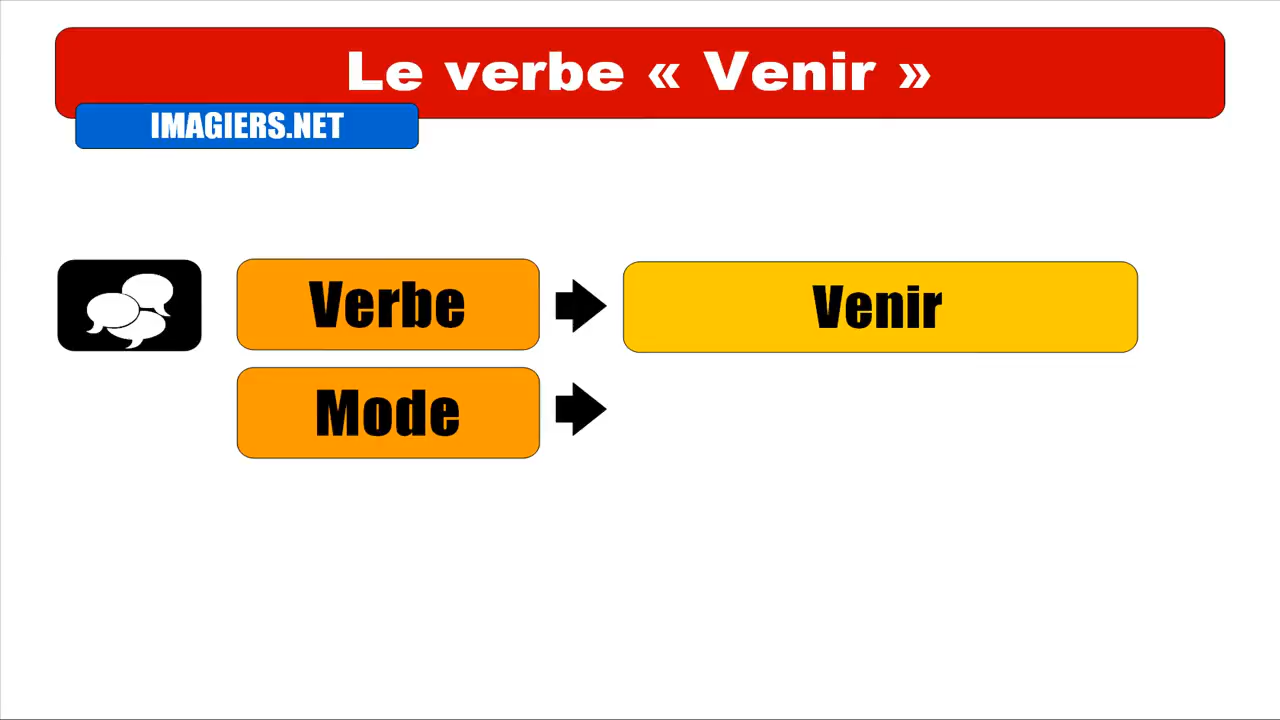 Le verbe « Venir »
IMAGIERS.NET
Verbe
Venir
Mode